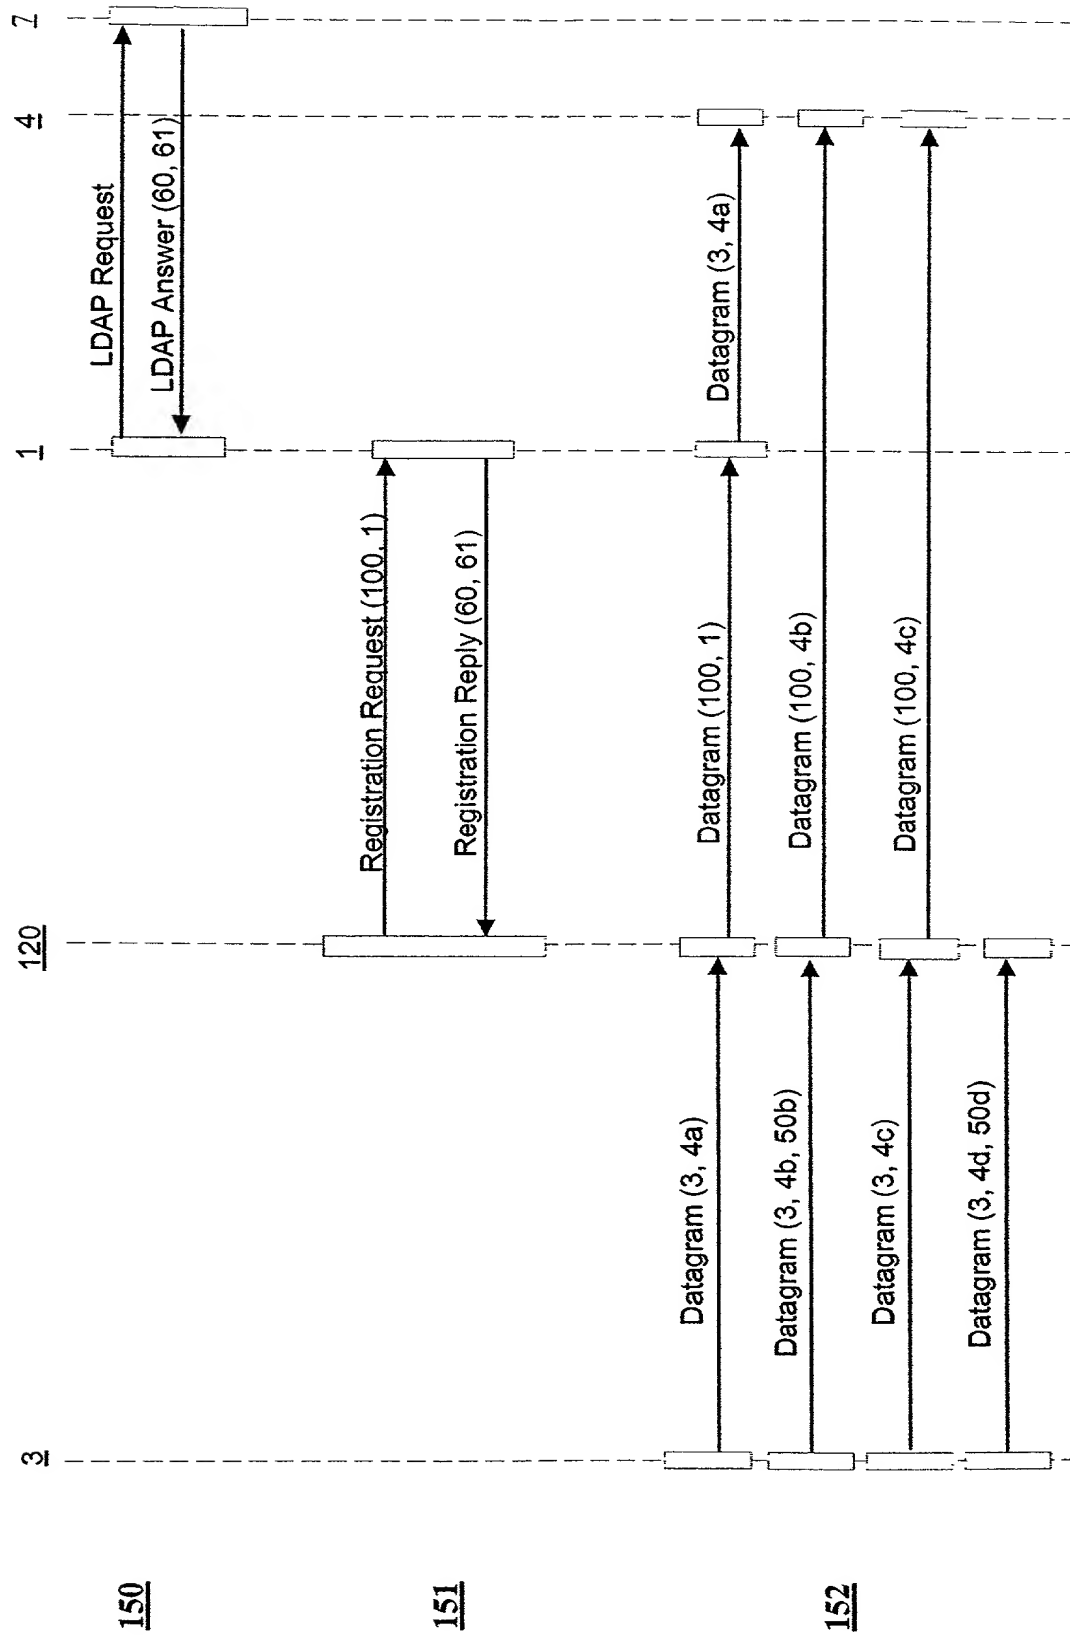 3
120
1
4
7
150
LDAP Request
LDAP Answer (60, 61)
151
Registration Request (100, 1)
Registration Reply (60, 61)
152
Datagram (3, 4a)
Datagram (100, 1)
Datagram (3, 4a)
Datagram (3, 4b, 50b)
Datagram (100, 4b)
Datagram (3, 4c)
Datagram (100, 4c)
Datagram (3, 4d, 50d)